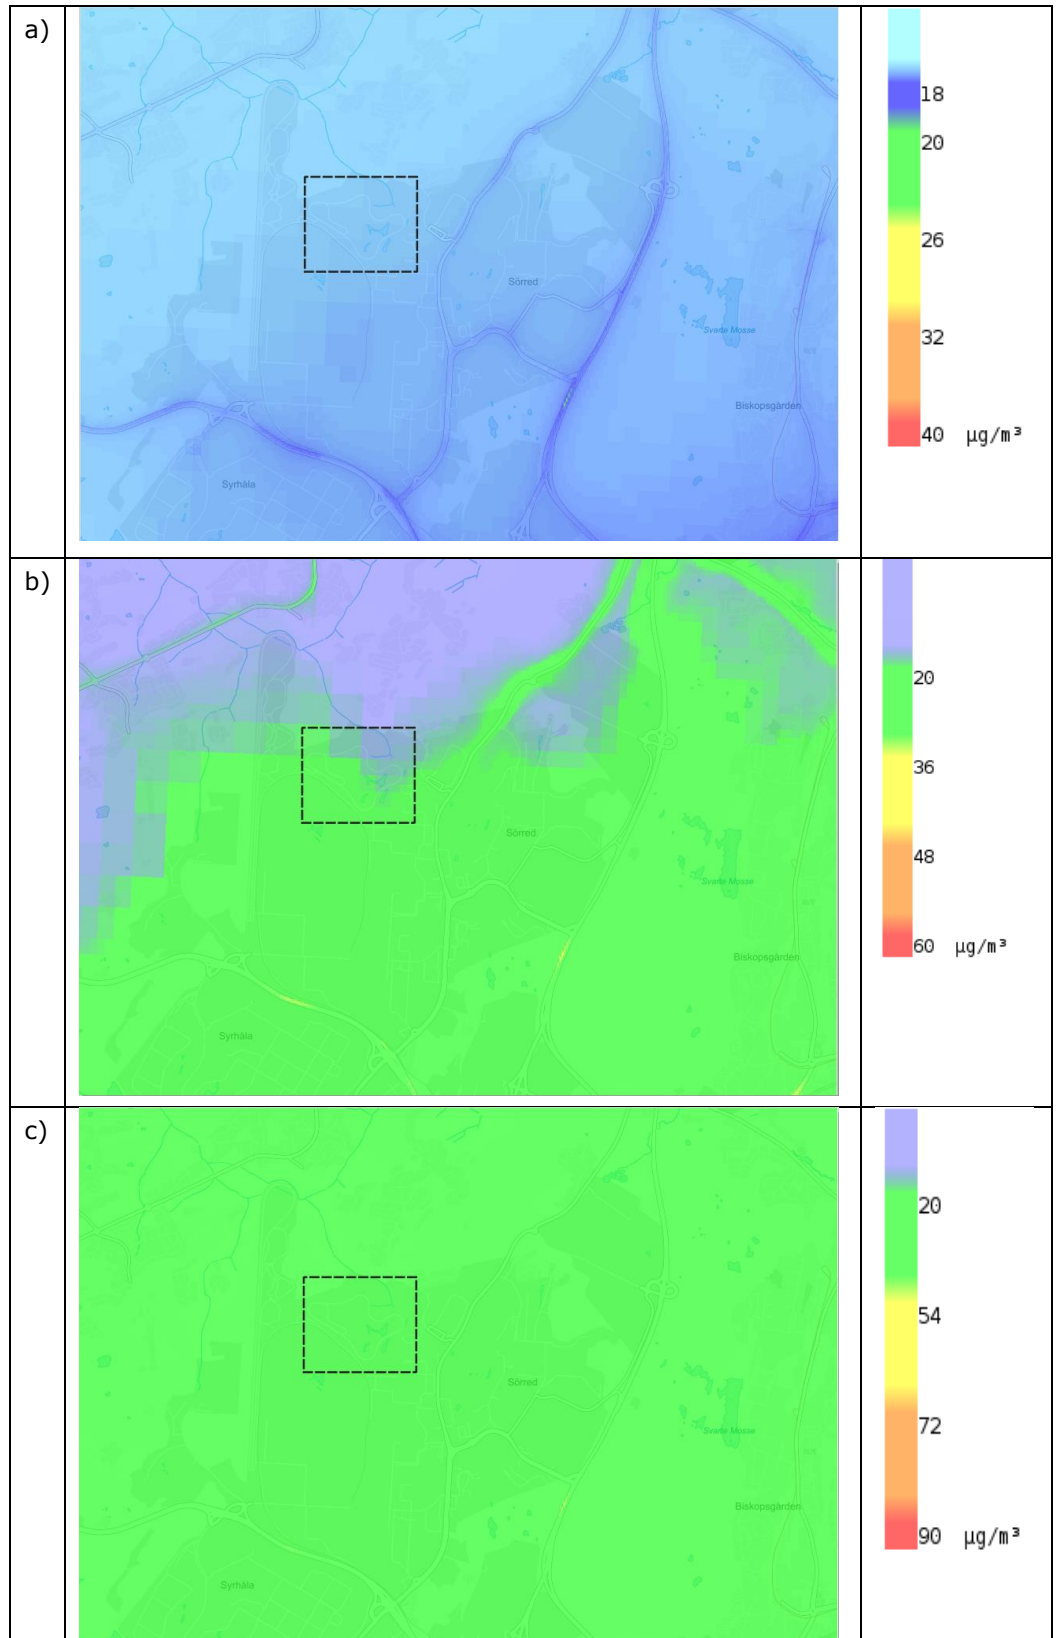 a)
Sörred
Svarte Mosse
Biskopsgården
Syrhåla
18
20
26
32
40 µg/m³
b)
Sörred
Svarte Mosse
Biskopsgården
Syrhåla
20
36
48
60 µg/m³
c)
Sörred
Svarte Mosse
Biskopsgården
Syrhåla
20
54
72
90 µg/m³